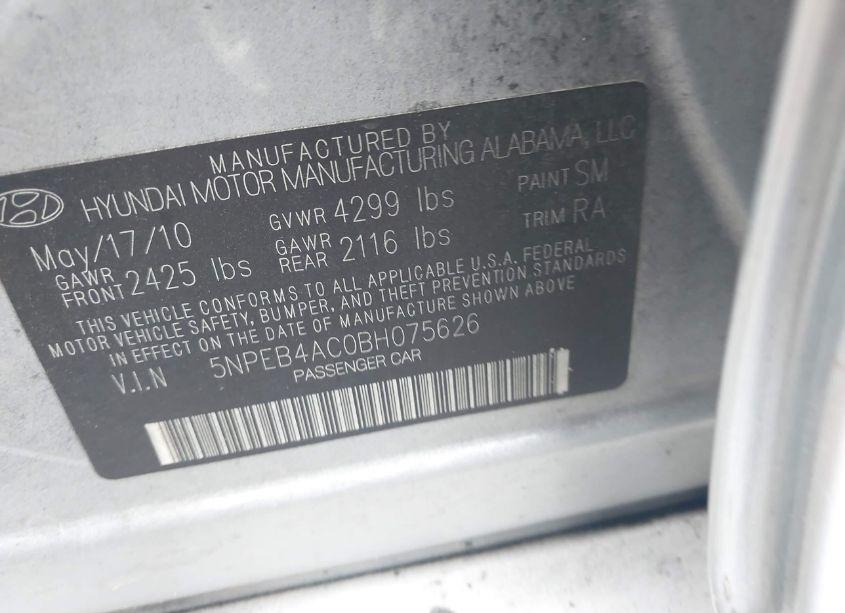 MANUFACTURED BY
HYUNDAI MOTOR MANUFACTURING ALABAMA, LLC
May/17/10 GVWR 4299 lbs PAINT SM
GAWR FRONT 2425 lbs GAWR REAR 2116 lbs TRIM RA
THIS VEHICLE CONFORMS TO ALL APPLICABLE U.S.A. FEDERAL
MOTOR VEHICLE SAFETY, BUMPER, AND THEFT PREVENTION STANDARDS
IN EFFECT ON THE DATE OF MANUFACTURE SHOWN ABOVE
V.I.N 5NPEB4AC0BH075626
PASSENGER CAR